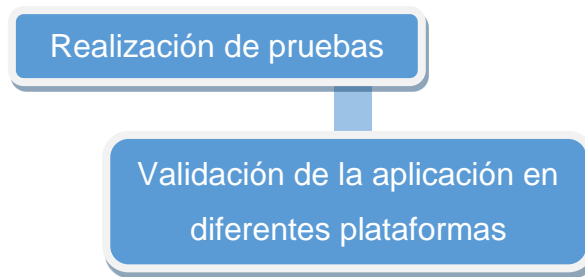 Realización de pruebas
Validación de la aplicación en
diferentes plataformas